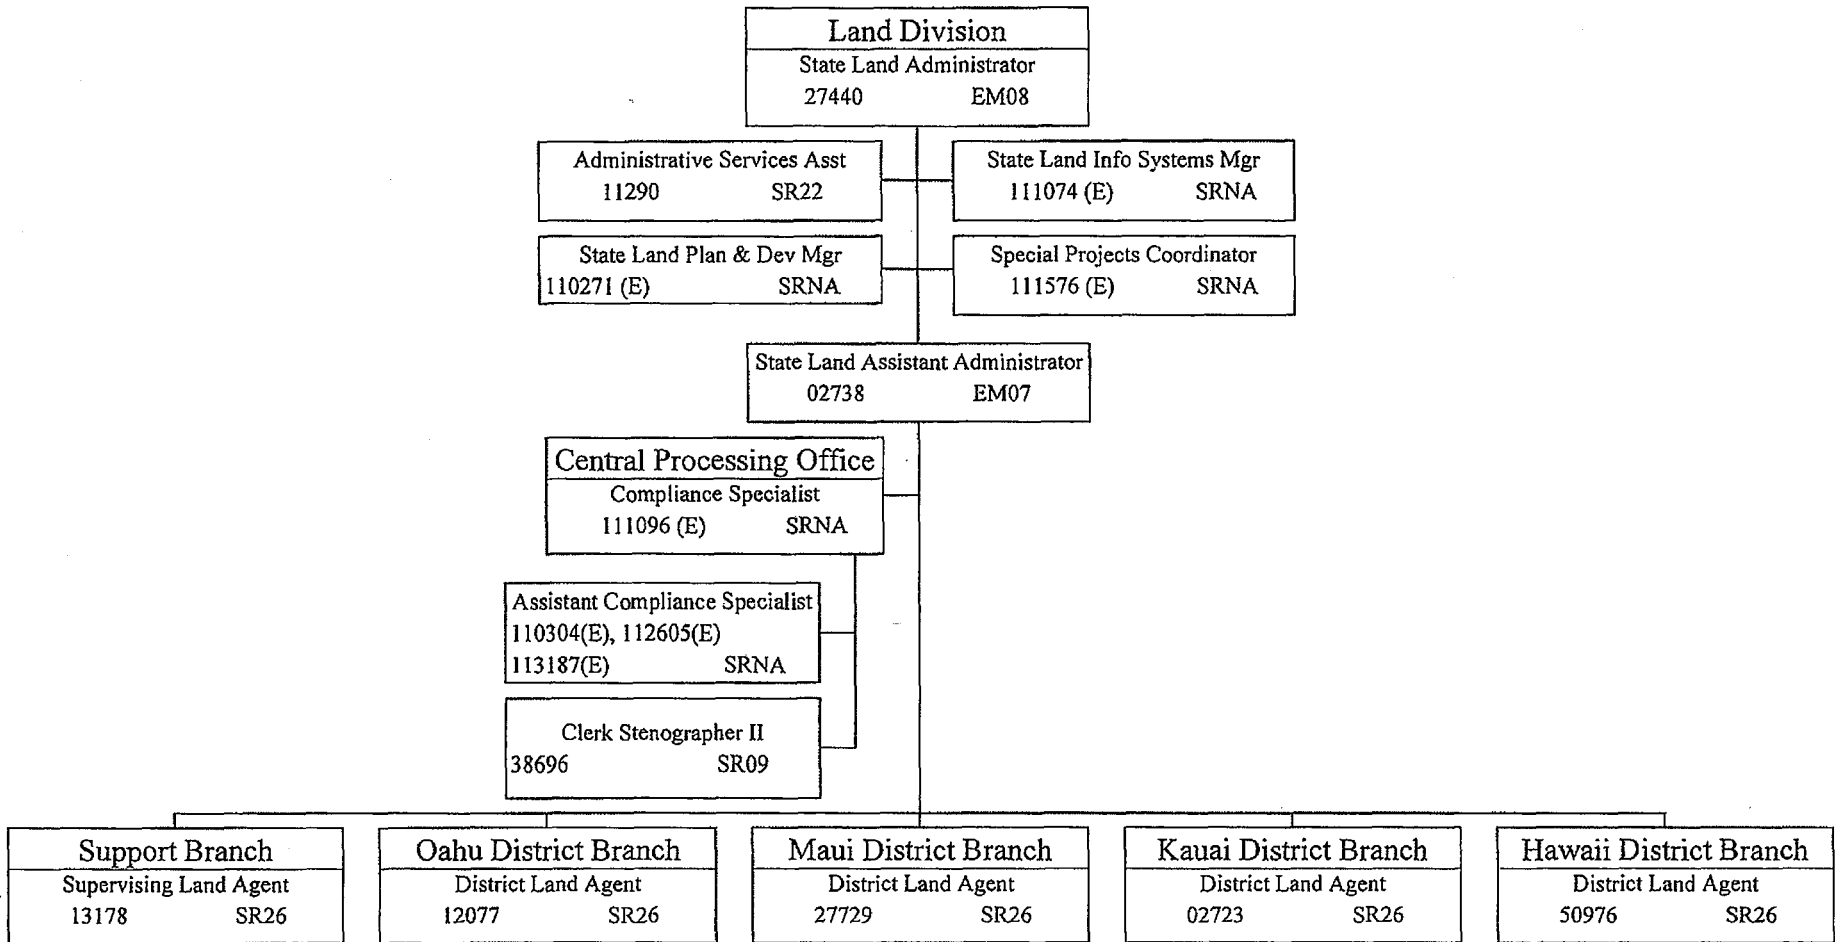 Land Division
State Land Administrator
27440 EM08
Administrative Services Asst
11290 SR22
State Land Info Systems Mgr
111074 (E) SRNA
State Land Plan & Dev Mgr
110271 (E) SRNA
Special Projects Coordinator
111576 (E) SRNA
State Land Assistant Administrator
02738 EM07
Central Processing Office
Compliance Specialist
111096 (E) SRNA
Assistant Compliance Specialist
110304(E), 112605(E)
113187(E) SRNA
Clerk Stenographer II
38696 SR09
Support Branch
Supervising Land Agent
13178 SR26
Oahu District Branch
District Land Agent
12077 SR26
Maui District Branch
District Land Agent
27729 SR26
Kauai District Branch
District Land Agent
02723 SR26
Hawaii District Branch
District Land Agent
50976 SR26